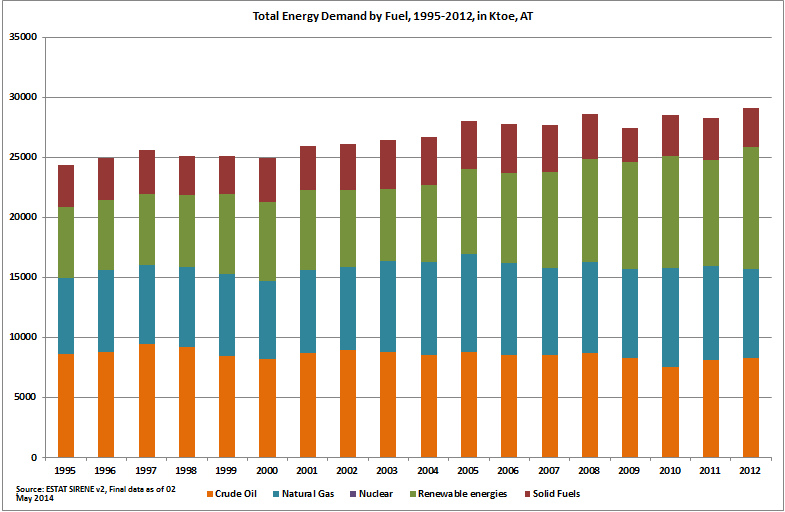 Total Energy Demand by Fuel, 1995-2012, in Ktoe, AT
35000
30000
25000
20000
15000
10000
5000
0
1995 1996 1997 1998 1999 2000 2001 2002 2003 2004 2005 2006 2007 2008 2009 2010 2011 2012
Source: ESTAT SIRENE v2, Final data as of 02
May 2014
Crude Oil Natural Gas Nuclear Renewable energies Solid Fuels